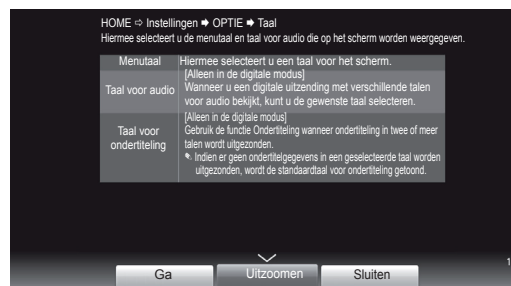 HOME ⇨ Instellingen ➡ OPTIE ➡ Taal
Hiermee selecteert u de menutaal en taal voor audio die op het scherm worden weergegeven.
Menutaal
Hiermee selecteert u een taal voor het scherm.
Taal voor audio
[Alleen in de digitale modus]
Wanneer u een digitale uitzending met verschillende talen
voor audio bekijkt, kunt u de gewenste taal selecteren.
Taal voor
ondertiteling
[Alleen in de digitale modus]
Gebruik de functie Ondertiteling wanneer ondertiteling in twee of meer
talen wordt uitgezonden.
Indien er geen ondertitelgegevens in een geselecteerde taal worden
uitgezonden, wordt de standaardtaal voor ondertiteling getoond.
Ga
Uitzoomen
Sluiten
1